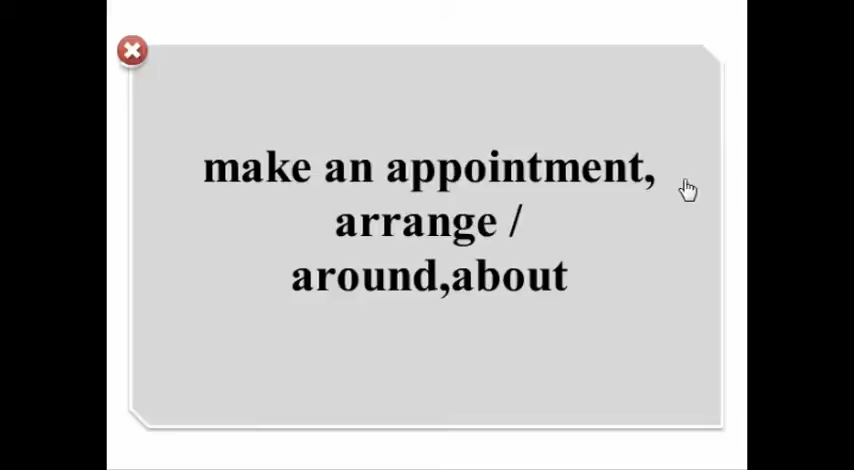 make an appointment,
arrange /
around,about